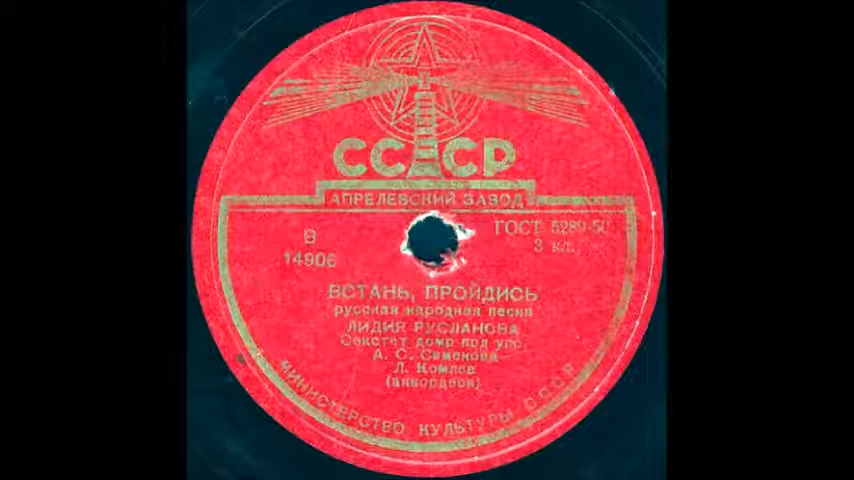 СССР
АПРЕЛЕВСКИЙ ЗАВОД
В
14906
ГОСТ 5289-50
3 кл.
ВСТАНЬ, ПРОЙДИСЬ
русская народная песня
ЛИДИЯ РУСЛАНОВА
Секстет домр под упр.
А. С. Семенова
Л. Комлев
(аккордеон)
МИНИСТЕРСТВО КУЛЬТУРЫ СССР